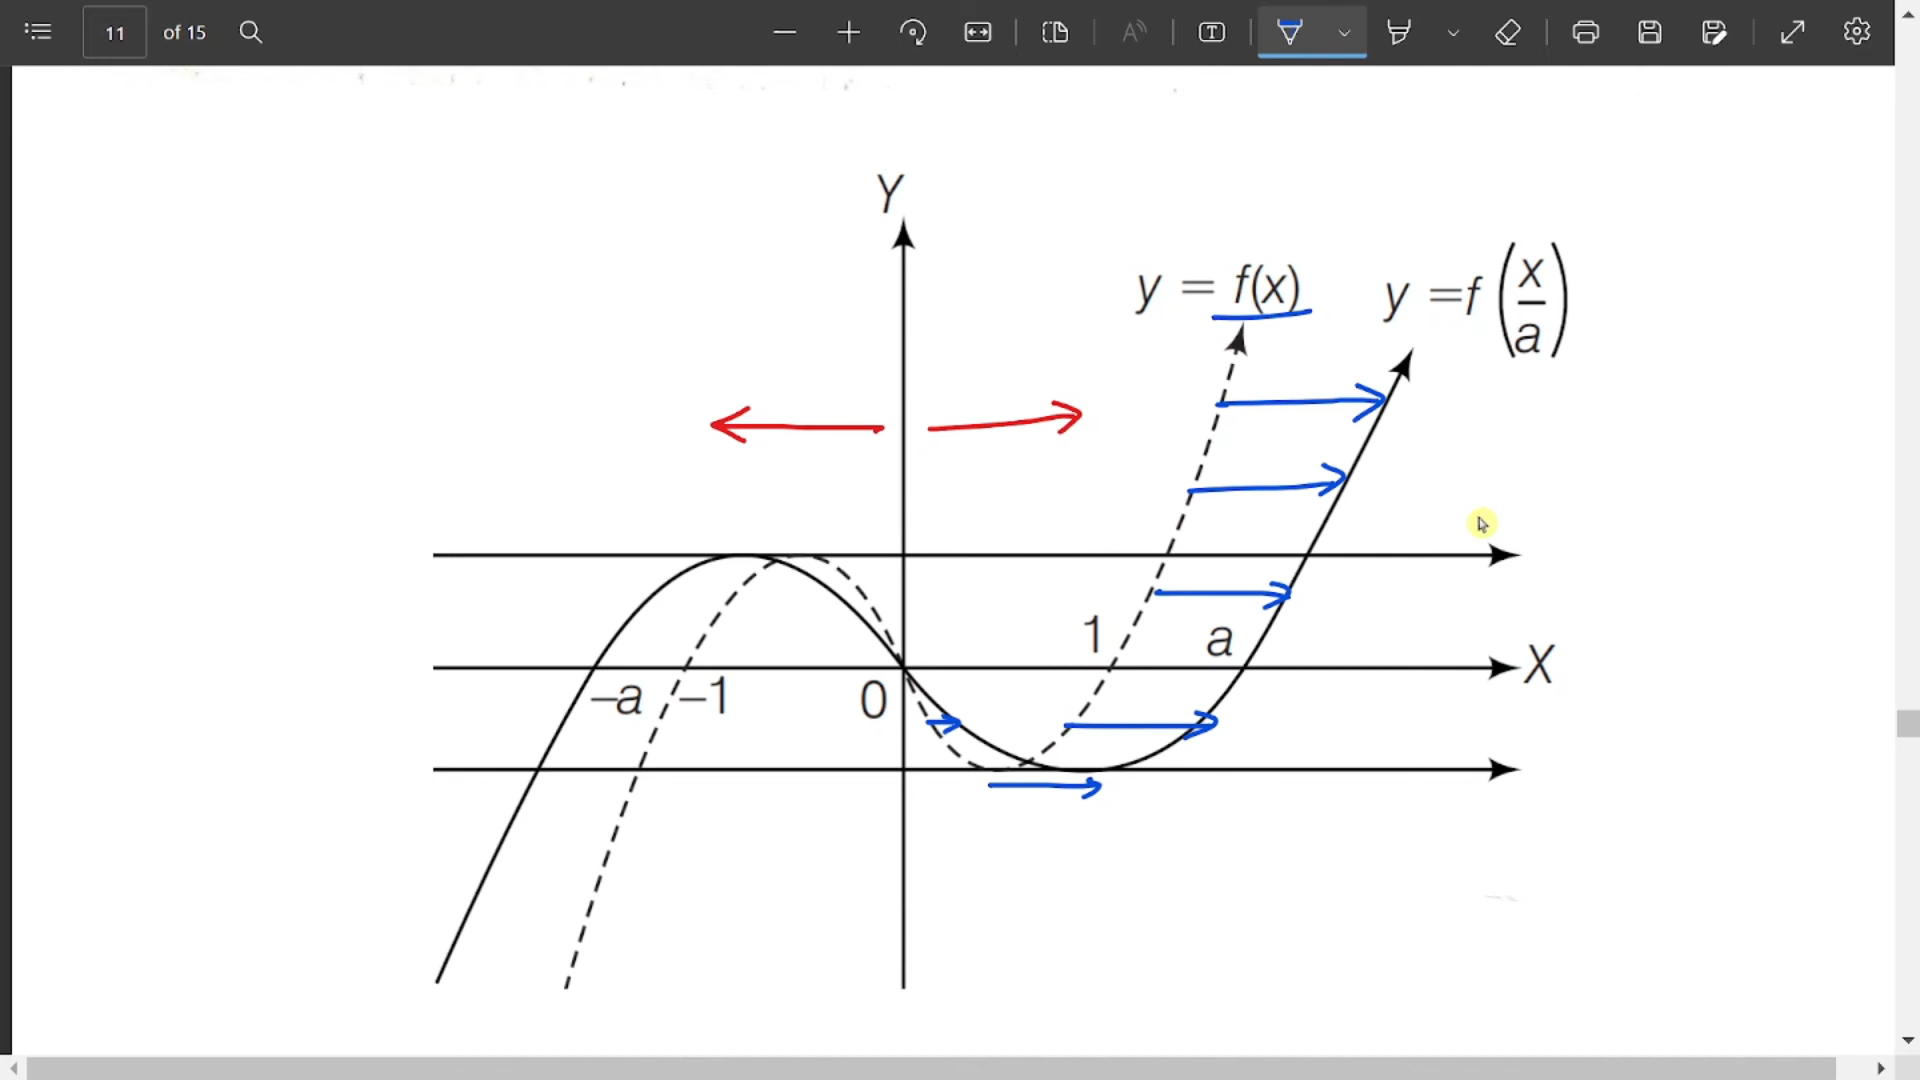 11 of 15
Y
y = f(x)
y =f (x/a)
1
a
X
–a
–1
0